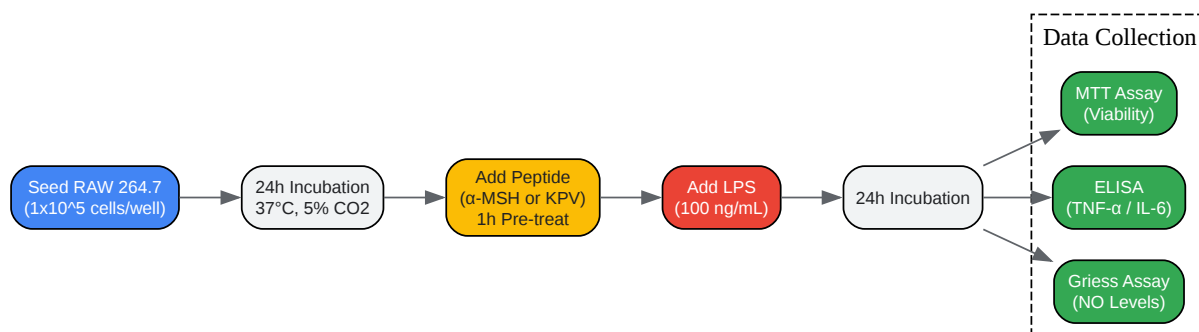 Data Collection
Seed RAW 264.7
(1x10^5 cells/well)
24h Incubation
37°C, 5% CO2
Add Peptide
(α-MSH or KPV)
1h Pre-treat
Add LPS
(100 ng/mL)
24h Incubation
MTT Assay
(Viability)
ELISA
(TNF-α / IL-6)
Griess Assay
(NO Levels)